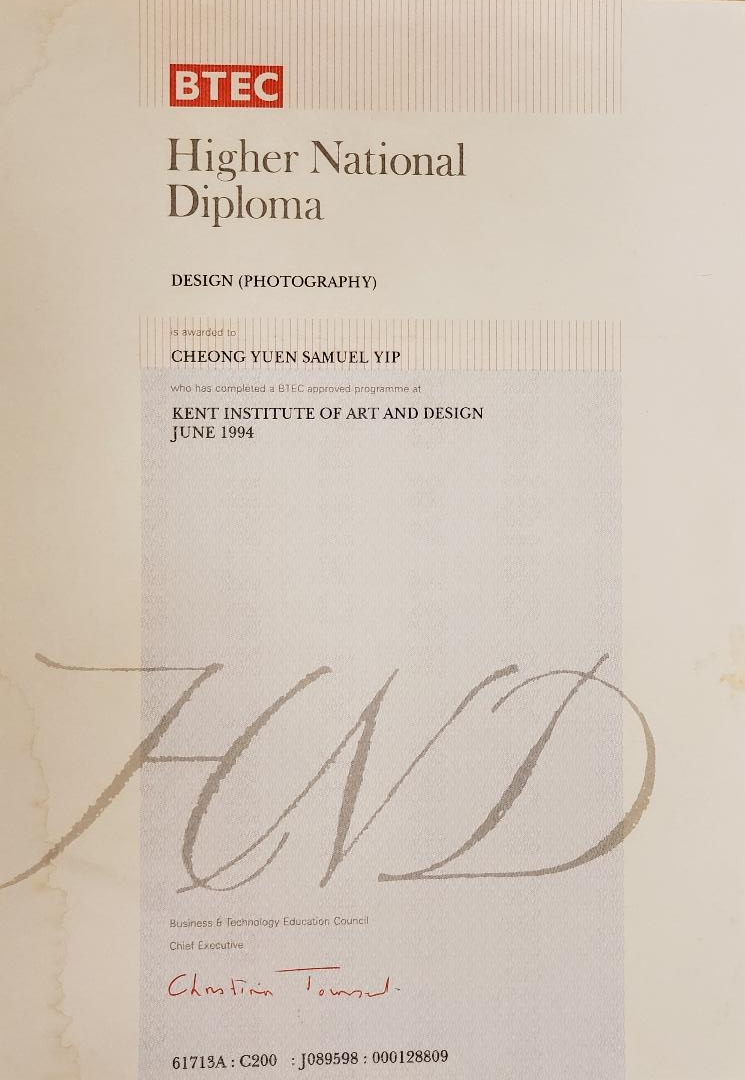 BTEC
Higher National
Diploma
DESIGN (PHOTOGRAPHY)
is awarded to
CHEONG YUEN SAMUEL YIP
who has completed a BTEC approved programme at
KENT INSTITUTE OF ART AND DESIGN
JUNE 1994
HND
Business & Technology Education Council
Chief Executive
61713A : C200 : J089598 : 000128809